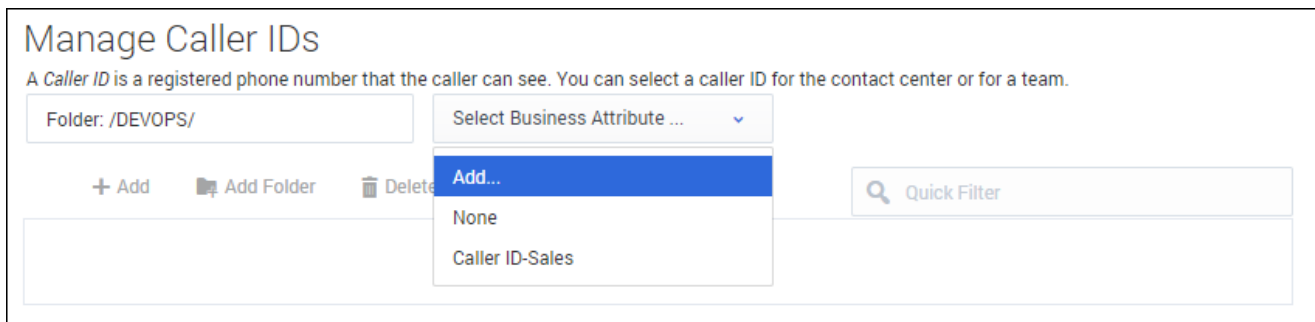 Manage Caller IDs
A Caller ID is a registered phone number that the caller can see. You can select a caller ID for the contact center or for a team.
Folder: /DEVOPS/ Select Business Attribute ...
Add...
+ Add Add Folder Delete Quick Filter
None
Caller ID-Sales